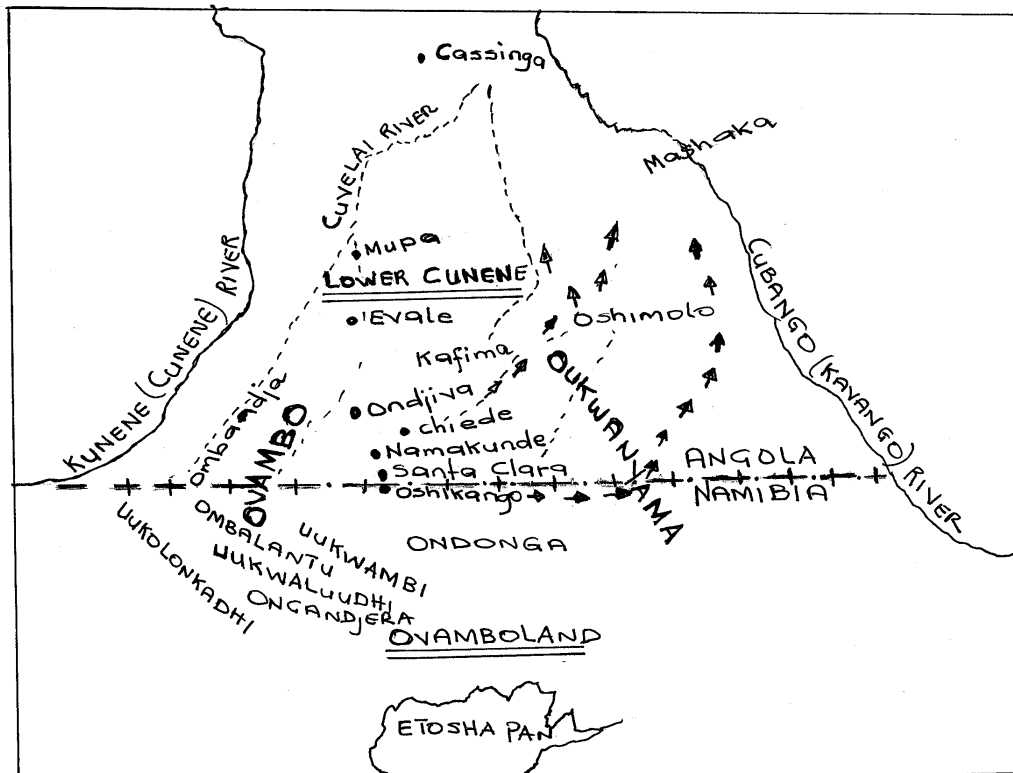 Cassinga
CUVELAI RIVER
Mashaka
Mupa
LOWER CUNENE
KUNENE (CUNENE) RIVER
CUBANGO (KAVANGO) RIVER
Evale
Oshimolo
Kafima
OUKWANYAMA
Ombandja
OVAMBO
Ondjiva
chiede
Namakunde
Santa Clara
Oshikango
ANGOLA
NAMIBIA
UUKOLONKADHI
OMBALANTU
UUKWAMBI
UUKWALUUDHI
ONGANDJERA
ONDONGA
OVAMBOLAND
ETOSHA PAN